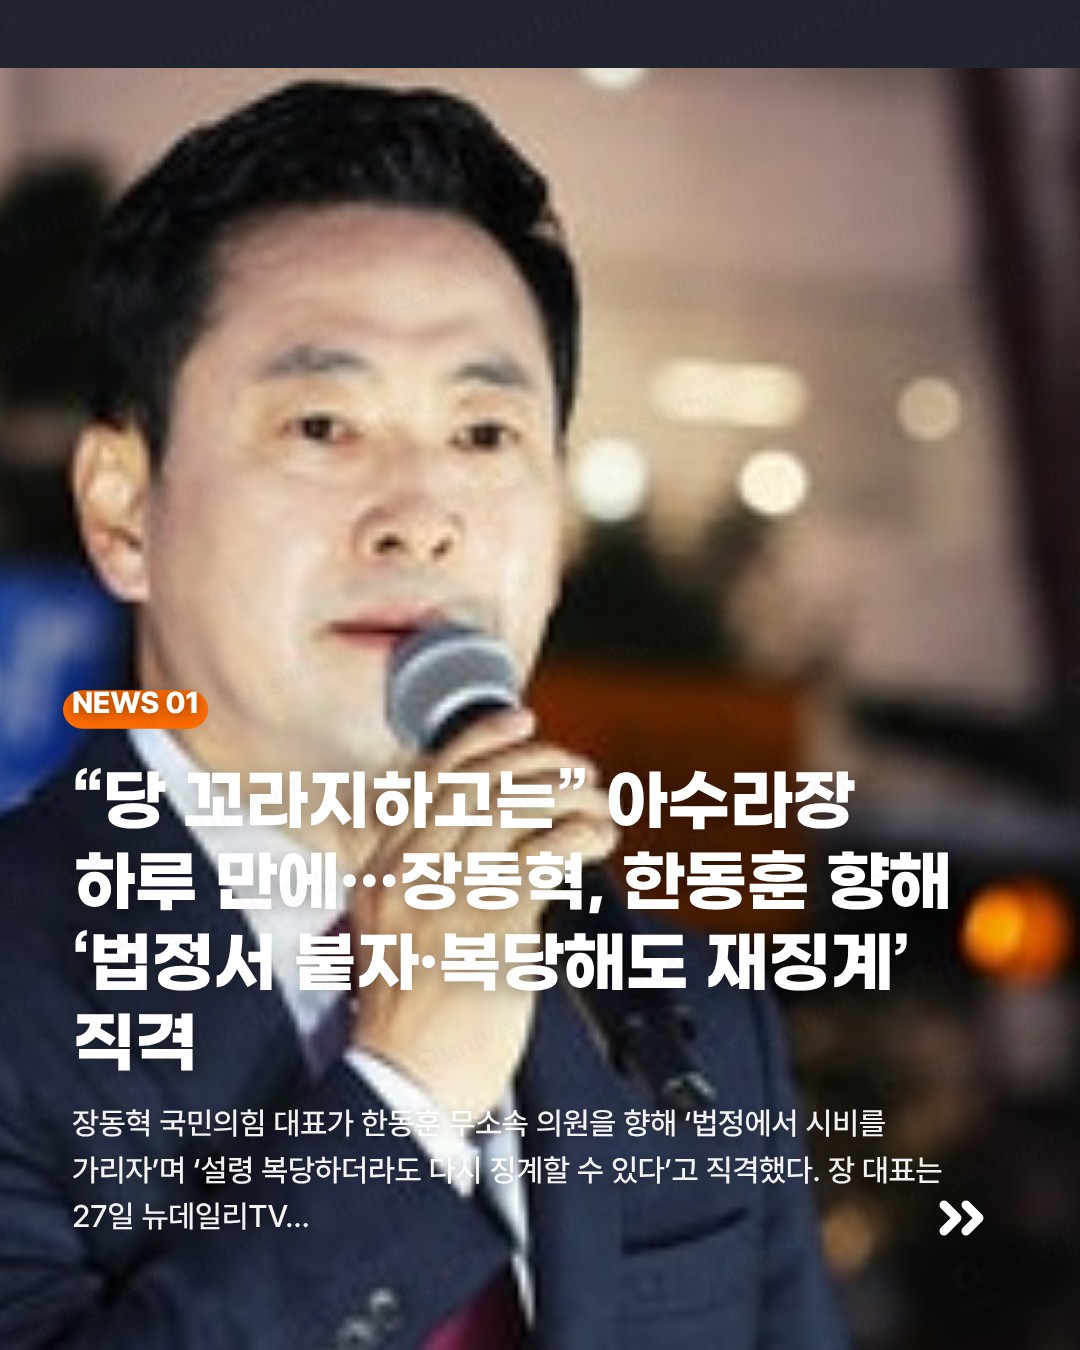 NEWS 01
“당 꼬라지하고는” 아수라장
하루 만에…장동혁, 한동훈 향해
‘법정서 붙자·복당해도 재징계’
직격
장동혁 국민의힘 대표가 한동훈 무소속 의원을 향해 ‘법정에서 시비를
가리자’며 ‘설령 복당하더라도 다시 징계할 수 있다’고 직격했다. 장 대표는
27일 뉴데일리TV...